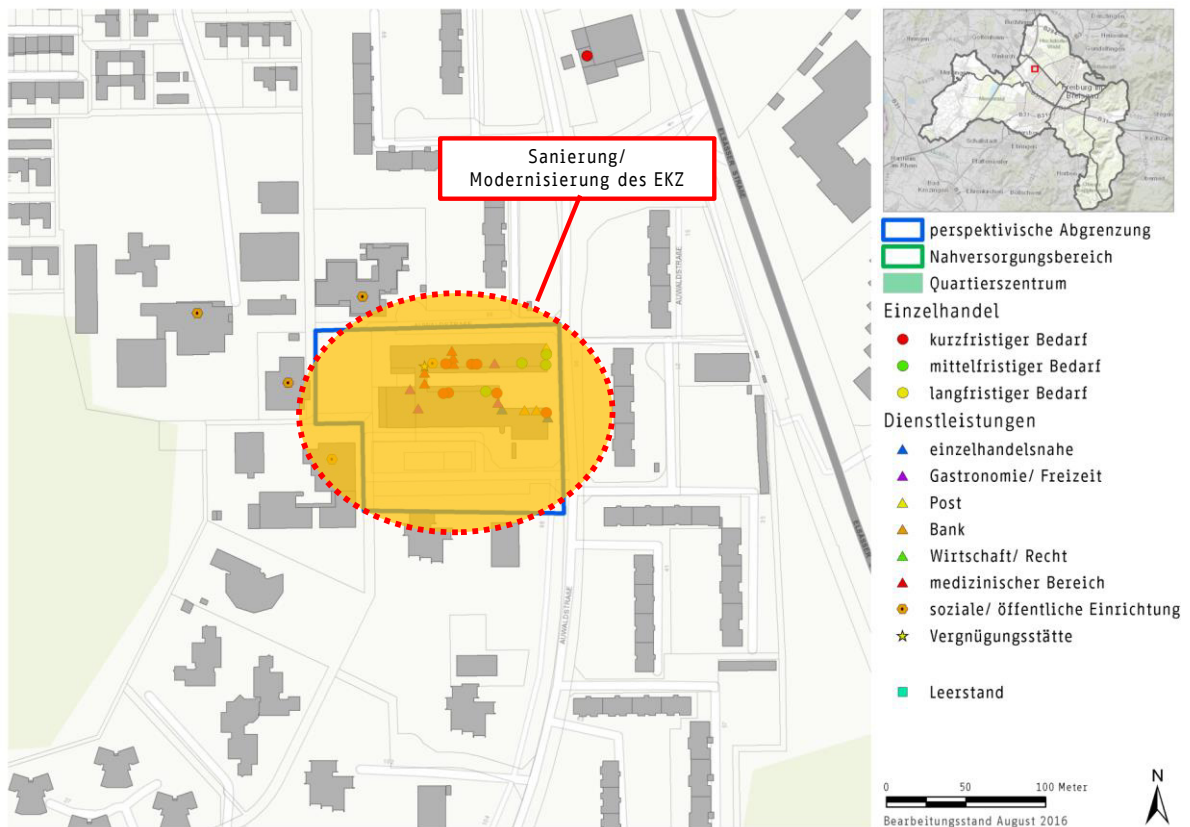 Sanierung/
Modernisierung des EKZ
ELSÄSSER STRAßE
AUWALDSTRAßE
AUWALDSTRAßE
perspektivische Abgrenzung
Nahversorgungsbereich
Quartierszentrum
Einzelhandel
kurzfristiger Bedarf
mittelfristiger Bedarf
langfristiger Bedarf
Dienstleistungen
einzelhandelsnahe
Gastronomie/ Freizeit
Post
Bank
Wirtschaft/ Recht
medizinischer Bereich
soziale/ öffentliche Einrichtung
Vergnügungsstätte
Leerstand
0 50 100 Meter
Bearbeitungsstand August 2016
N